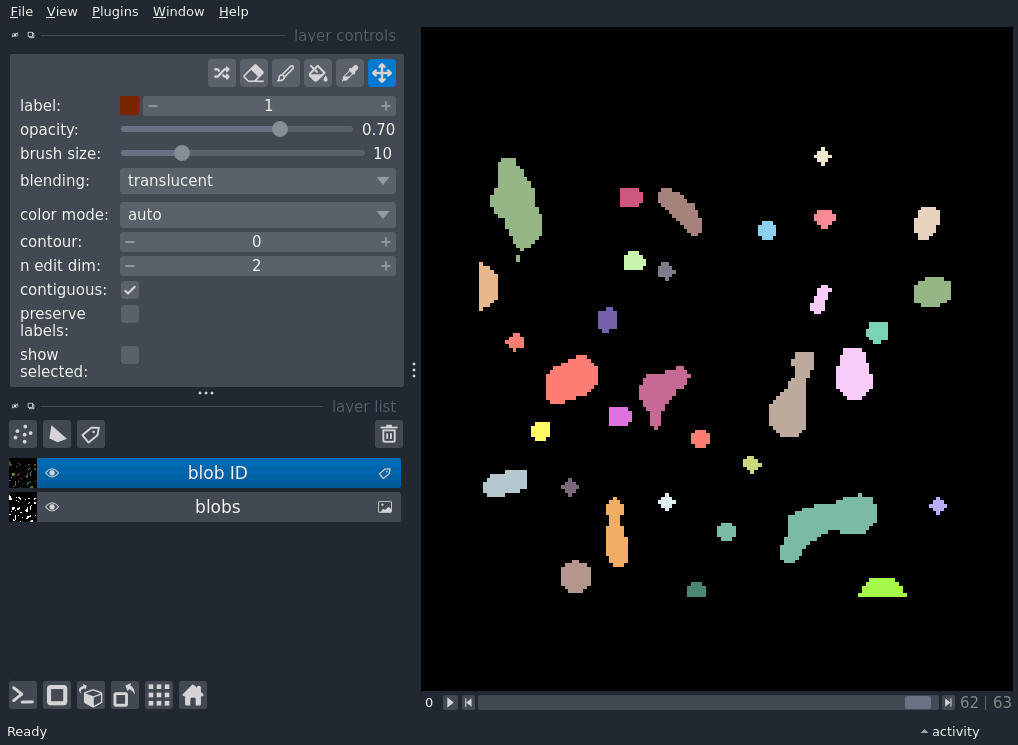 File View Plugins Window Help
layer controls
label: 1
opacity: 0.70
brush size: 10
blending: translucent
color mode: auto
contour: 0
n edit dim: 2
contiguous:
preserve
labels:
show
selected:
layer list
blob ID
blobs
0 62 | 63
Ready activity